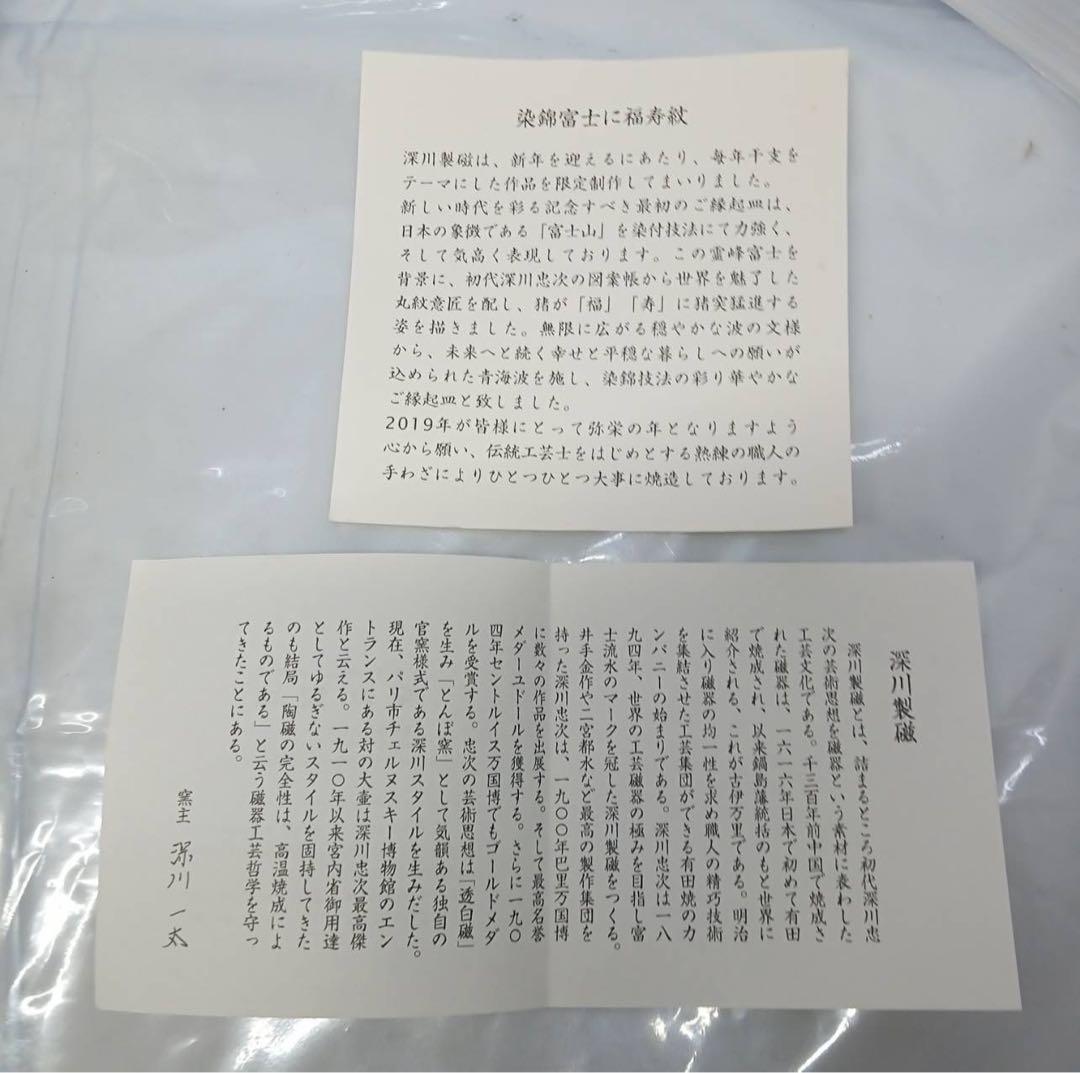 染錦富士に福寿紋
深川製磁は、新年を迎えるにあたり、毎年干支を
テーマにした作品を限定制作してまいりました。
新しい時代を彩る記念すべき最初のご縁起皿は、
日本の象徴である「富士山」を染付技法にて力強く、
そして気高く表現しております。この霊峰富士を
背景に、初代深川忠次の図案帳から世界を魅了した
丸紋意匠を配し、猪が「福」「寿」に猪突猛進する
姿を描きました。無限に広がる穏やかな波の文様
から、未来へと続く幸せと平穏な暮らしへの願いが
込められた青海波を施し、染錦技法の彩り華やかな
ご縁起皿と致しました。
2019年が皆様にとって弥栄の年となりますよう
心から願い、伝統工芸士をはじめとする熟練の職人の
手わざによりひとつひとつ大事に焼造しております。
深川製磁
深川製磁とは、詰まるところ初代深川忠
次の芸術思想を磁器という素材に表わした
工芸文化である。千三百年前中国で焼成さ
れた磁器は、一六一六年日本で初めて有田
で焼成され、以来鍋島藩統括のもと世界に
紹介される、これが古伊万里である。明治
に入り磁器の均一性を求め職人の精巧技術
を集結させた工芸集団ができる有田焼の力
ンパニーの始まりである。深川忠次は一八
九四年、世界の工芸磁器の極みを目指し富
士流水のマークを冠した深川製磁をつくる。
井手金作や二宮都水など最高の製作集団を
持った深川忠次は、一九〇〇年巴里万国博
に数々の作品を出展する。そして最高名誉
メダーユドールを獲得する。さらに一九〇
四年セントルイス万国博でもゴールドメダ
ルを受賞する。忠次の芸術思想は「透白磁」
を生み「とんぼ窯」として気韻ある独自の
官窯様式である深川スタイルを生みだした。
現在、パリ市チェルヌスキー博物館のエン
トランスにある対の大壷は深川忠次最高傑
作と云える。一九一〇年以来宮内省御用達
としてゆるぎないスタイルを固持してきた
のも結局「陶磁の完全性は、高温焼成によ
るものである」と云う磁器工芸哲学を守っ
てきたことにある。
窯主 深川 一太